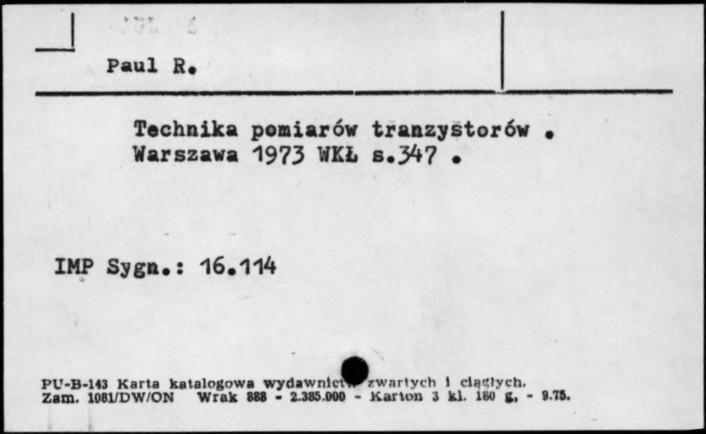 Paul R.
Technika pomiarów tranzystorów .
Warszawa 1973 WKŁ s.347 .
IMP Sygn.: 16.114
PU-B-143 Karta katalogowa wydawnictw zwartych i ciągłych.
Zam. 1081/DW/ON Wrak 888 - 2.385.000 - Karton 3 kl. 180 g. - 9.75.